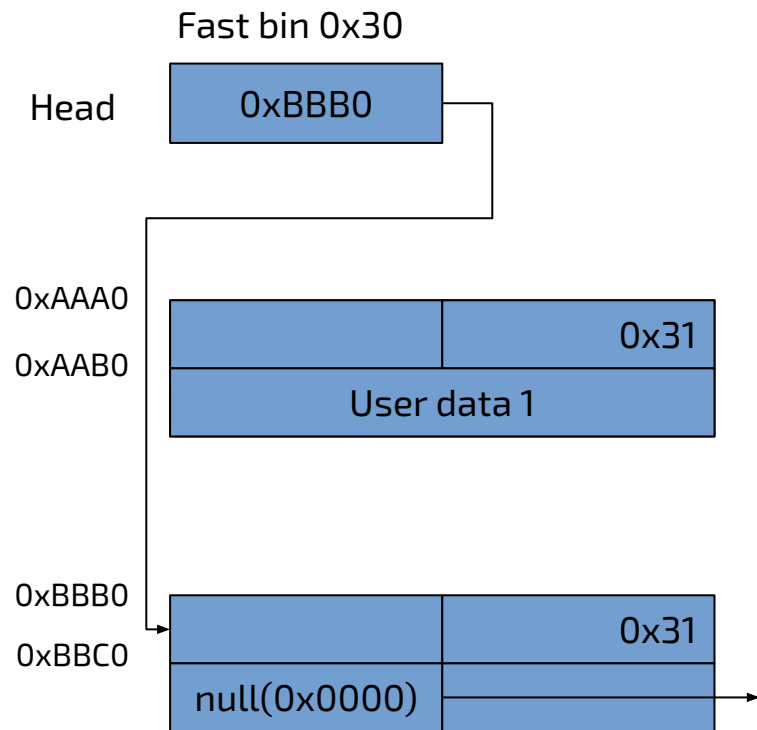 Fast bin 0x30
Head
0xBBB0
0xAAA0
0x31
0xAAB0
User data 1
0xBBB0
0x31
0xBBC0
null(0x0000)